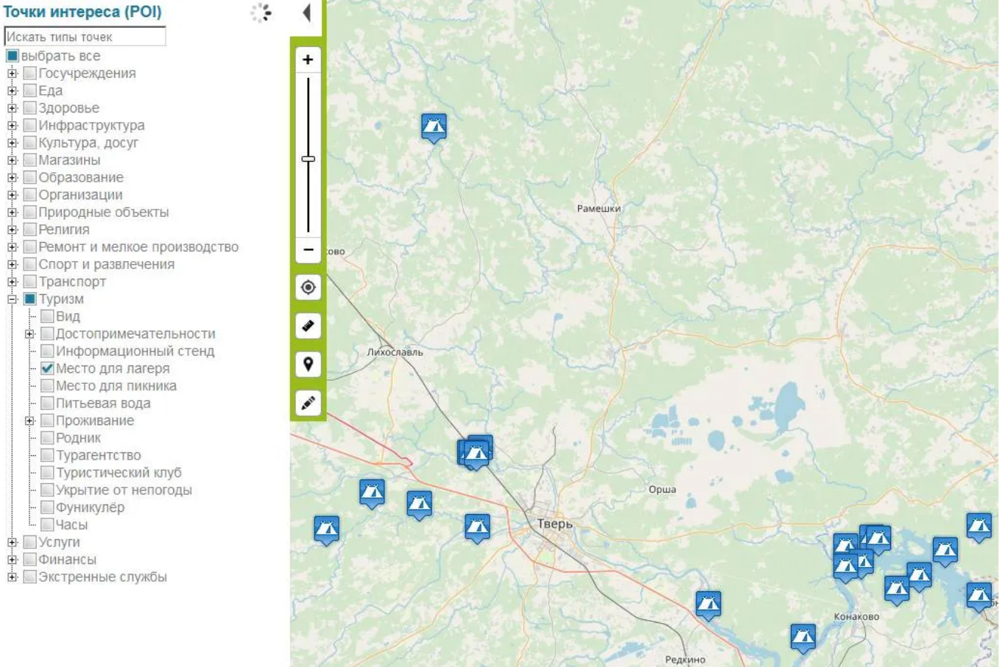 Точки интереса (POI)
Искать типы точек
выбрать все
Госучреждения
Еда
Здоровье
Инфраструктура
Культура, досуг
Магазины
Образование
Организации
Природные объекты
Религия
Ремонт и мелкое производство
Спорт и развлечения
Транспорт
Туризм
Вид
Достопримечательности
Информационный стенд
Место для лагеря
Место для пикника
Питьевая вода
Проживание
Родник
Турагентство
Туристический клуб
Укрытие от непогоды
Фуникулёр
Часы
Услуги
Финансы
Экстренные службы
Рамешки
Лихославль
Орша
Тверь
Конаково
Редкино